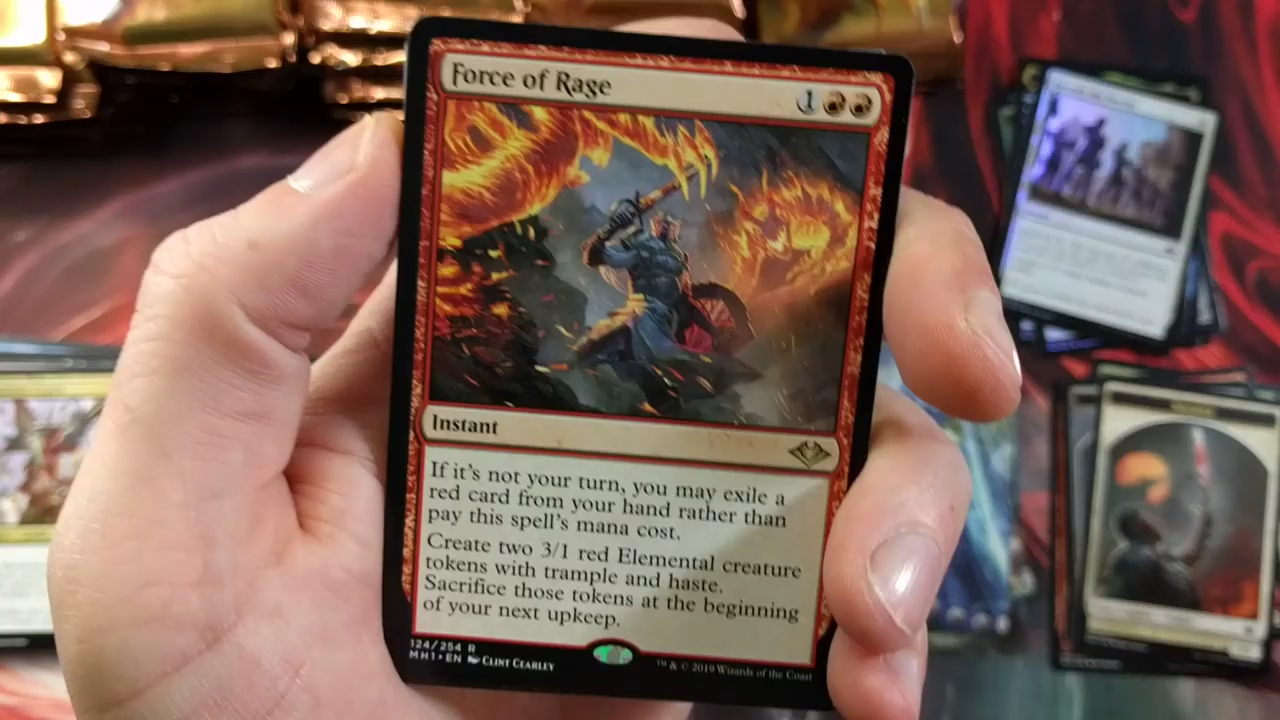 Force of Rage
1
Instant
If it's not your turn, you may exile a
red card from your hand rather than
pay this spell's mana cost.
Create two 3/1 red Elemental creature
tokens with trample and haste.
Sacrifice those tokens at the beginning
of your next upkeep.
124/254 R
MH1 • EN CLINT CEARLEY
™ & © 2019 Wizards of the Coast